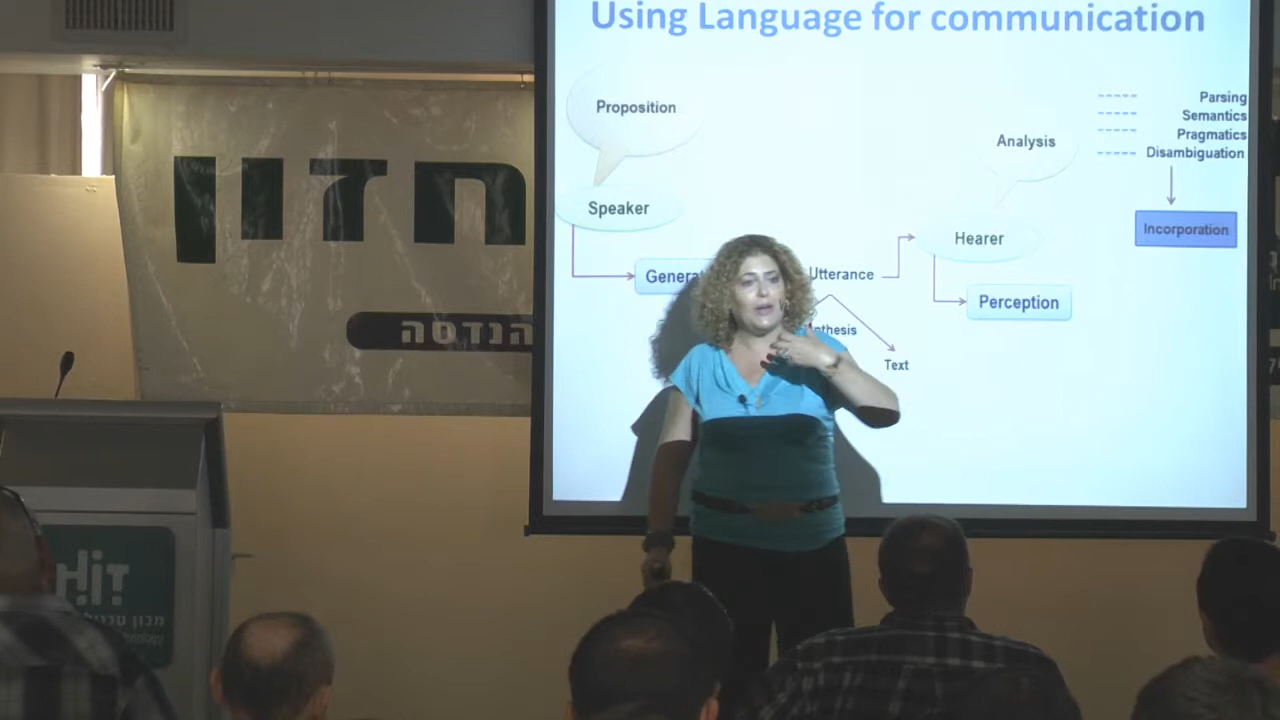 Using Language for communication
Proposition
Speaker
Utterance
Text
Hearer
Perception
Analysis
Parsing
Semantics
Pragmatics
Disambiguation
Incorporation
חזון
הנדסה
HiT
מכון